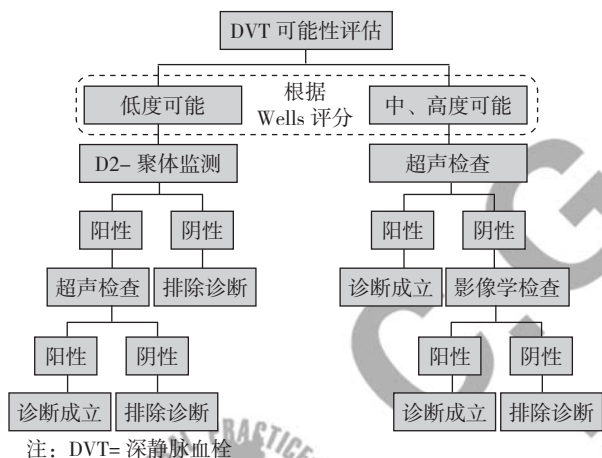 DVT 可能性评估
低度可能
根据
Wells 评分
中、高度可能
D2- 聚体监测
超声检查
阳性
阴性
阳性
阴性
超声检查
排除诊断
诊断成立
影像学检查
阳性
阴性
阳性
阴性
诊断成立
排除诊断
诊断成立
排除诊断
PRACTICE
注：DVT= 深静脉血栓